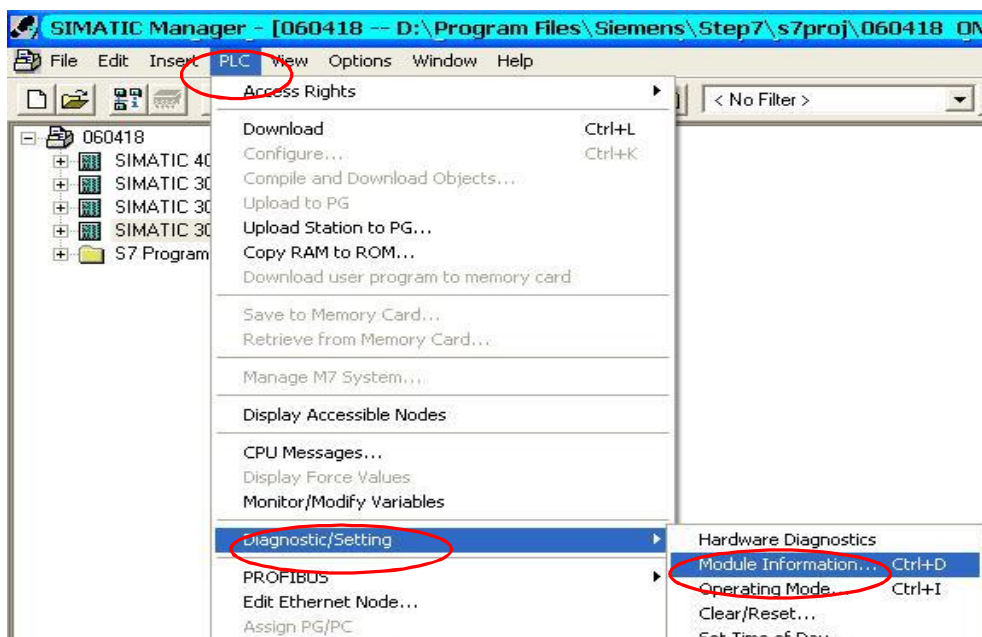 SIMATIC Manager - [060418 -- D:\Program Files\Siemens\Step7\s7proj\060418 ON
File Edit Insert PLC View Options Window Help
Access Rights
< No Filter >
060418
SIMATIC 40
SIMATIC 30
SIMATIC 30
SIMATIC 30
S7 Program
Download Ctrl+L
Configure... Ctrl+K
Compile and Download Objects...
Upload to PG
Upload Station to PG...
Copy RAM to ROM...
Download user program to memory card
Save to Memory Card...
Retrieve from Memory Card...
Manage M7 System...
Display Accessible Nodes
CPU Messages...
Display Force Values
Monitor/Modify Variables
Diagnostic/Setting
PROFIBUS
Edit Ethernet Node...
Assign PG/PC
Hardware Diagnostics
Module Information... Ctrl+D
Operating Mode... Ctrl+I
Clear/Reset...
Set Time of Day